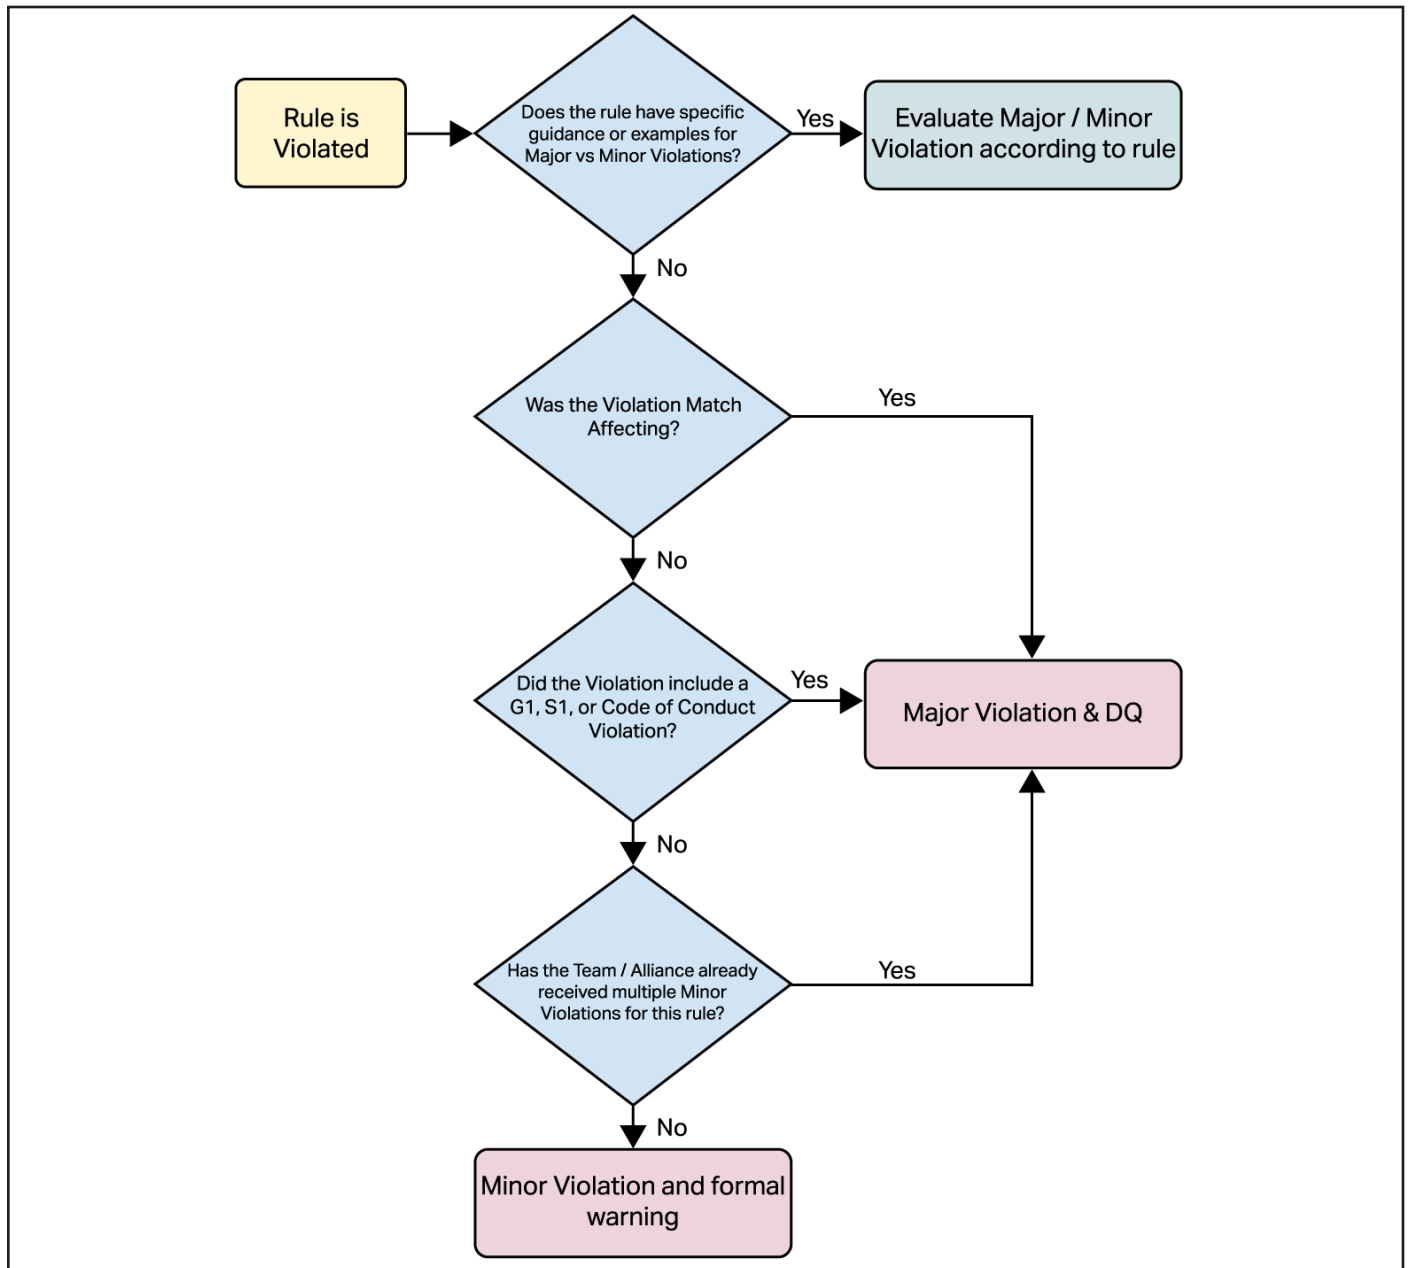 Rule is
Violated
Does the rule have specific
guidance or examples for
Major vs Minor Violations?
Yes
Evaluate Major / Minor
Violation according to rule
No
Was the Violation Match
Affecting?
Yes
No
Did the Violation include a
G1, S1, or Code of Conduct
Violation?
Yes
Major Violation & DQ
No
Has the Team / Alliance already
received multiple Minor
Violations for this rule?
Yes
No
Minor Violation and formal
warning